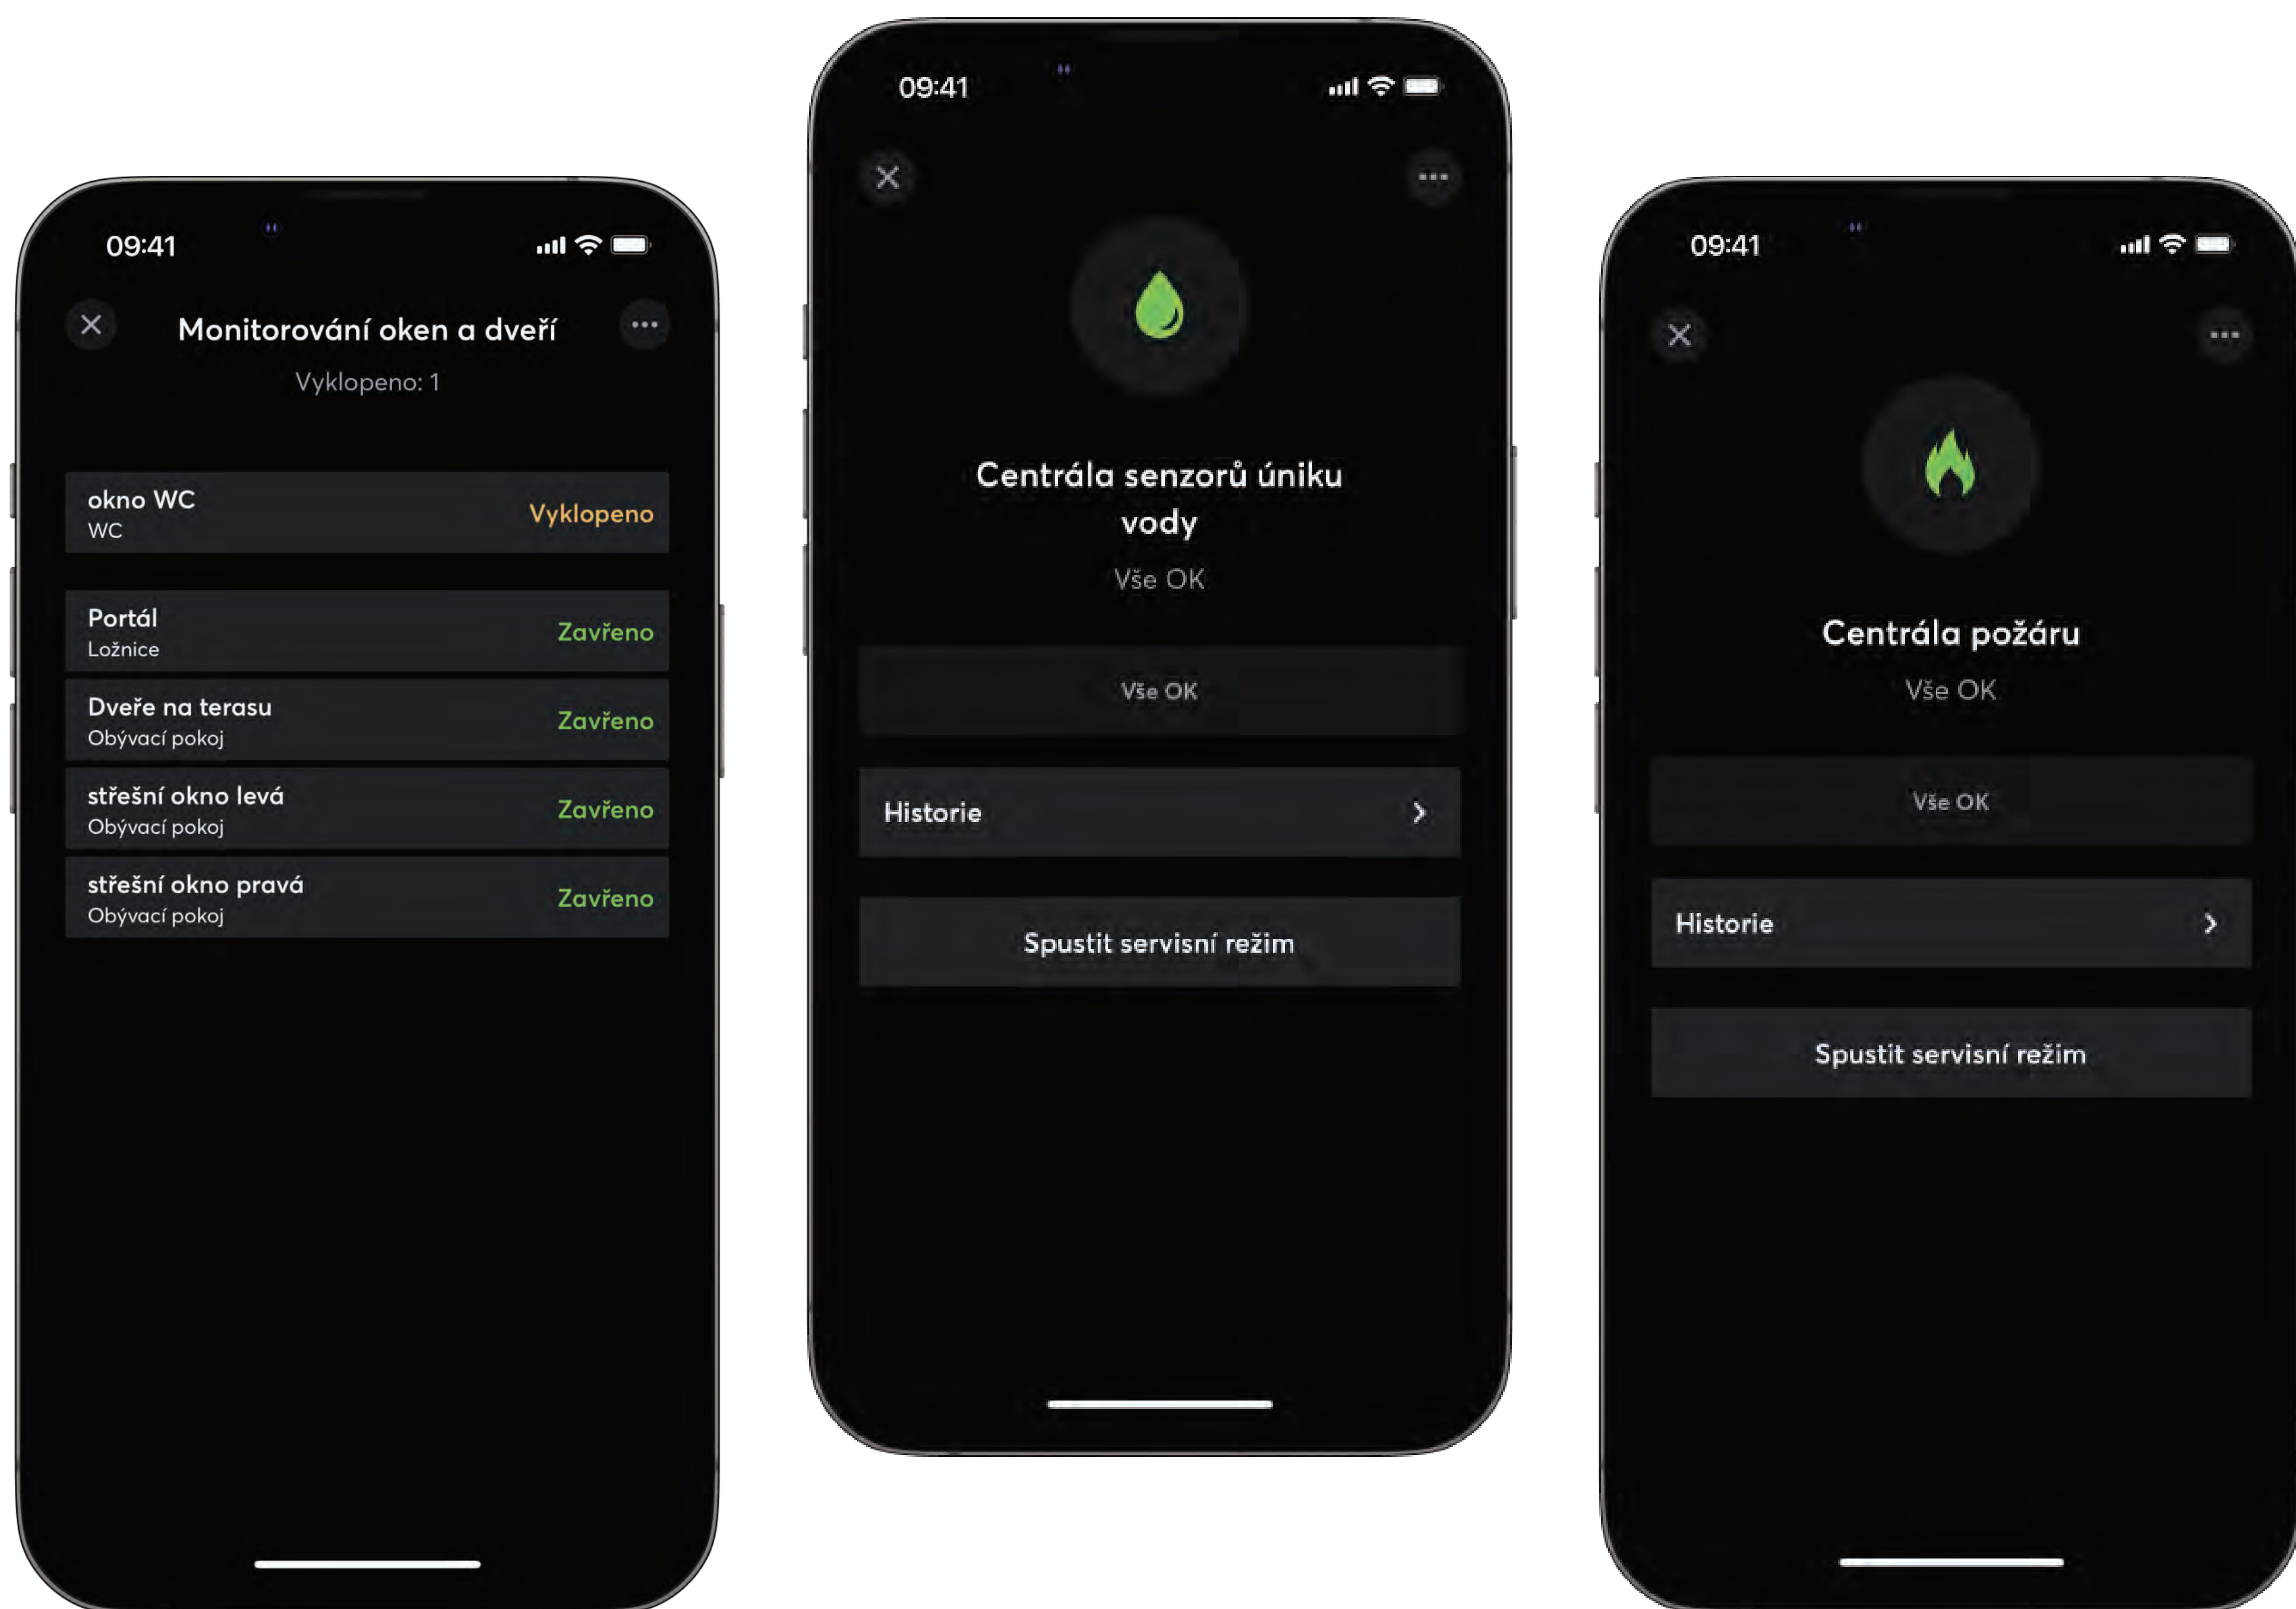 09:41
Monitorování oken a dveří
Vyklopeno: 1
okno WC
WC
Vyklopeno
Portál
Ložnice
Zavřeno
Dveře na terasu
Obývací pokoj
Zavřeno
střešní okno levá
Obývací pokoj
Zavřeno
střešní okno pravá
Obývací pokoj
Zavřeno
09:41
Centrála senzorů úniku
vody
Vše OK
Vše OK
Historie
Spustit servisní režim
09:41
Centrála požáru
Vše OK
Vše OK
Historie
Spustit servisní režim